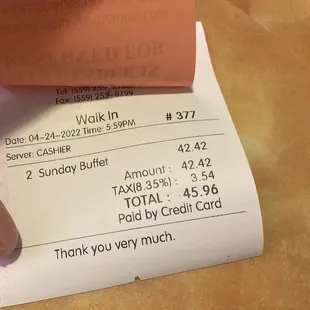 Walk In
# 377
Date: 04-24-2022 Time: 5:59PM
Server: CASHIER
42.42
2 Sunday Buffet
Amount : 42.42
TAX(8.35%) : 3.54
TOTAL : 45.96
Paid by Credit Card
Thank you very much.